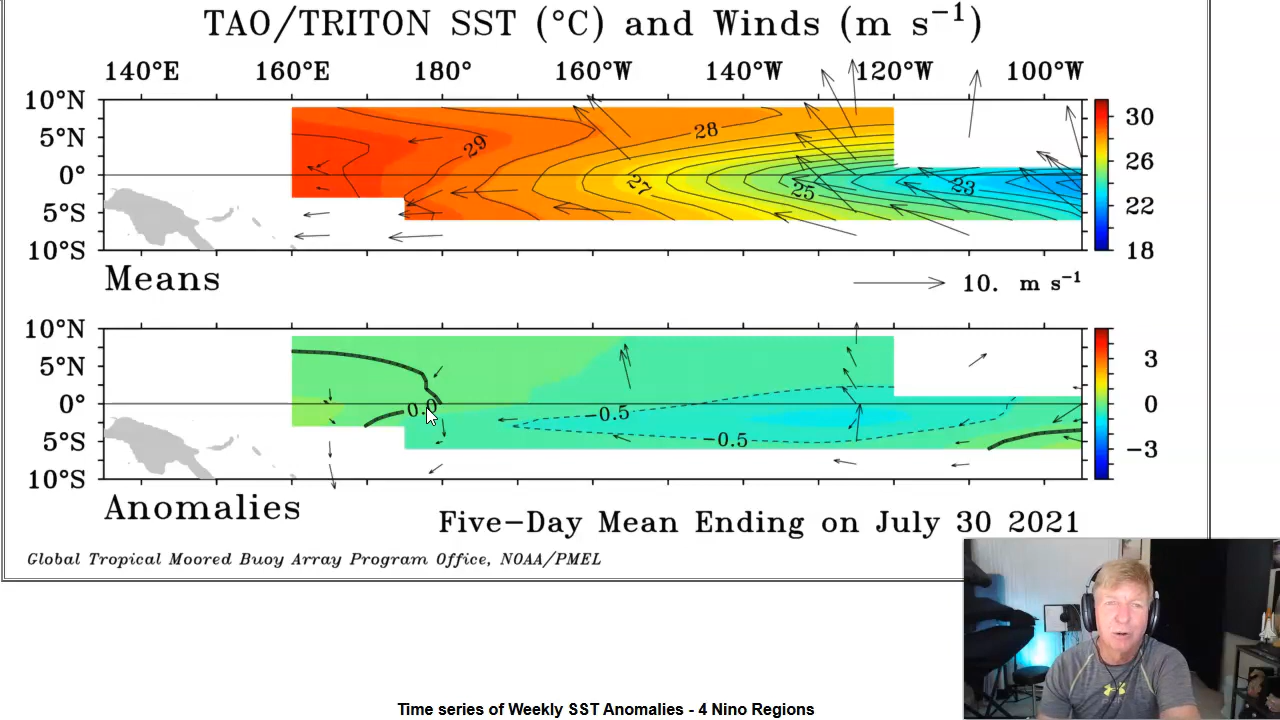 TAO/TRITON SST (°C) and Winds (m s⁻¹)
140°E 160°E 180° 160°W 140°W 120°W 100°W
10°N
5°N
0°
5°S
10°S
29
28
27
25
23
30
26
22
18
Means
10. m s⁻¹
10°N
5°N
0°
5°S
10°S
0.0
-0.5
-0.5
3
0
-3
Anomalies
Five-Day Mean Ending on July 30 2021
Global Tropical Moored Buoy Array Program Office, NOAA/PMEL
Time series of Weekly SST Anomalies - 4 Nino Regions